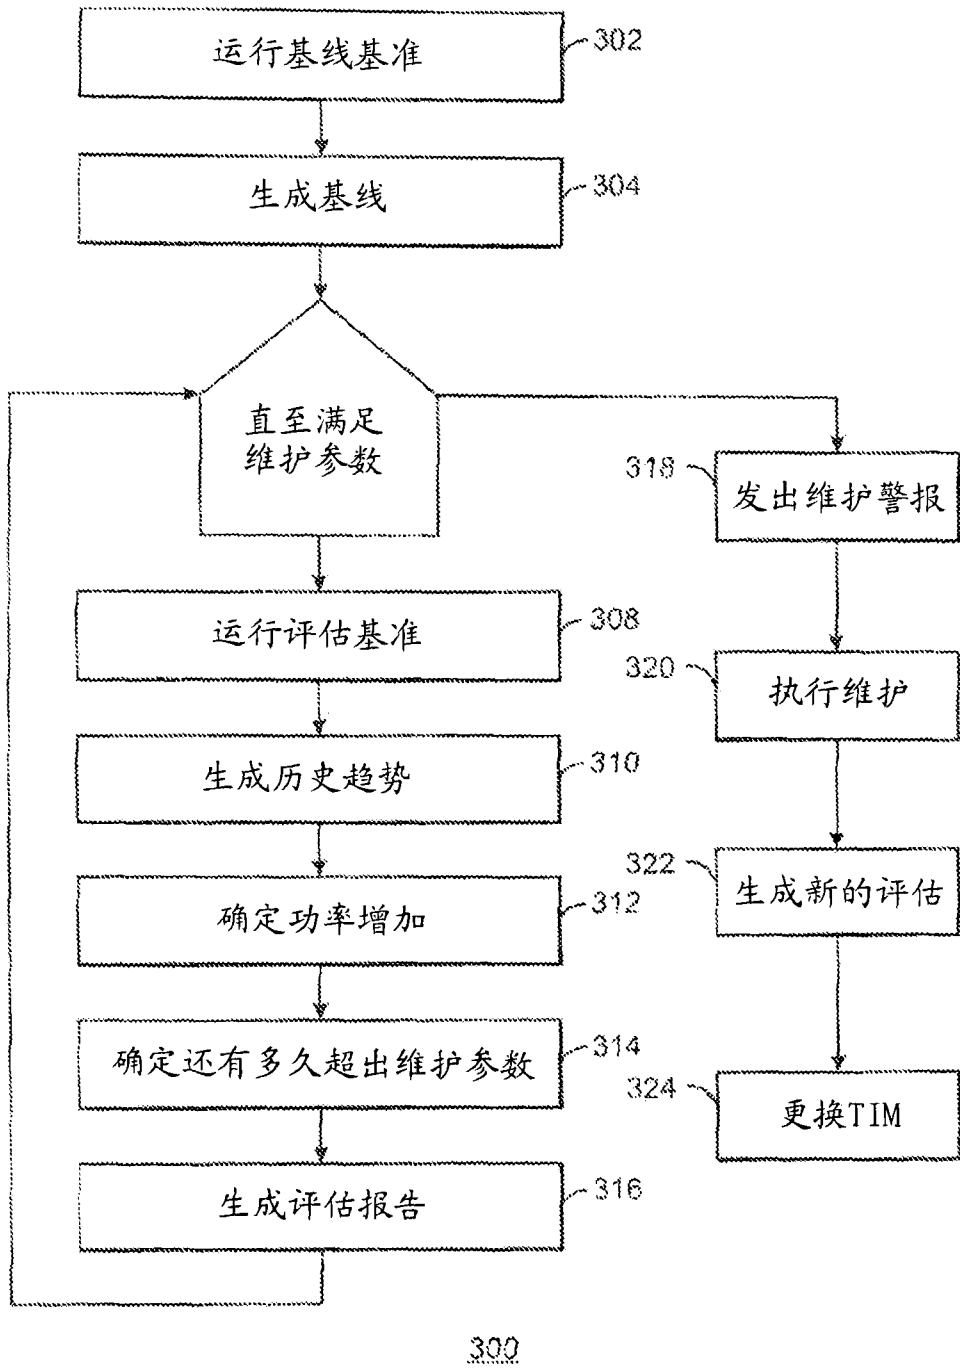 运行基线基准
302
生成基线
304
直至满足
维护参数
运行评估基准
308
生成历史趋势
310
确定功率增加
312
确定还有多久超出维护参数
314
生成评估报告
316
318
发出维护警报
320
执行维护
322
生成新的评估
324
更换TIM
300